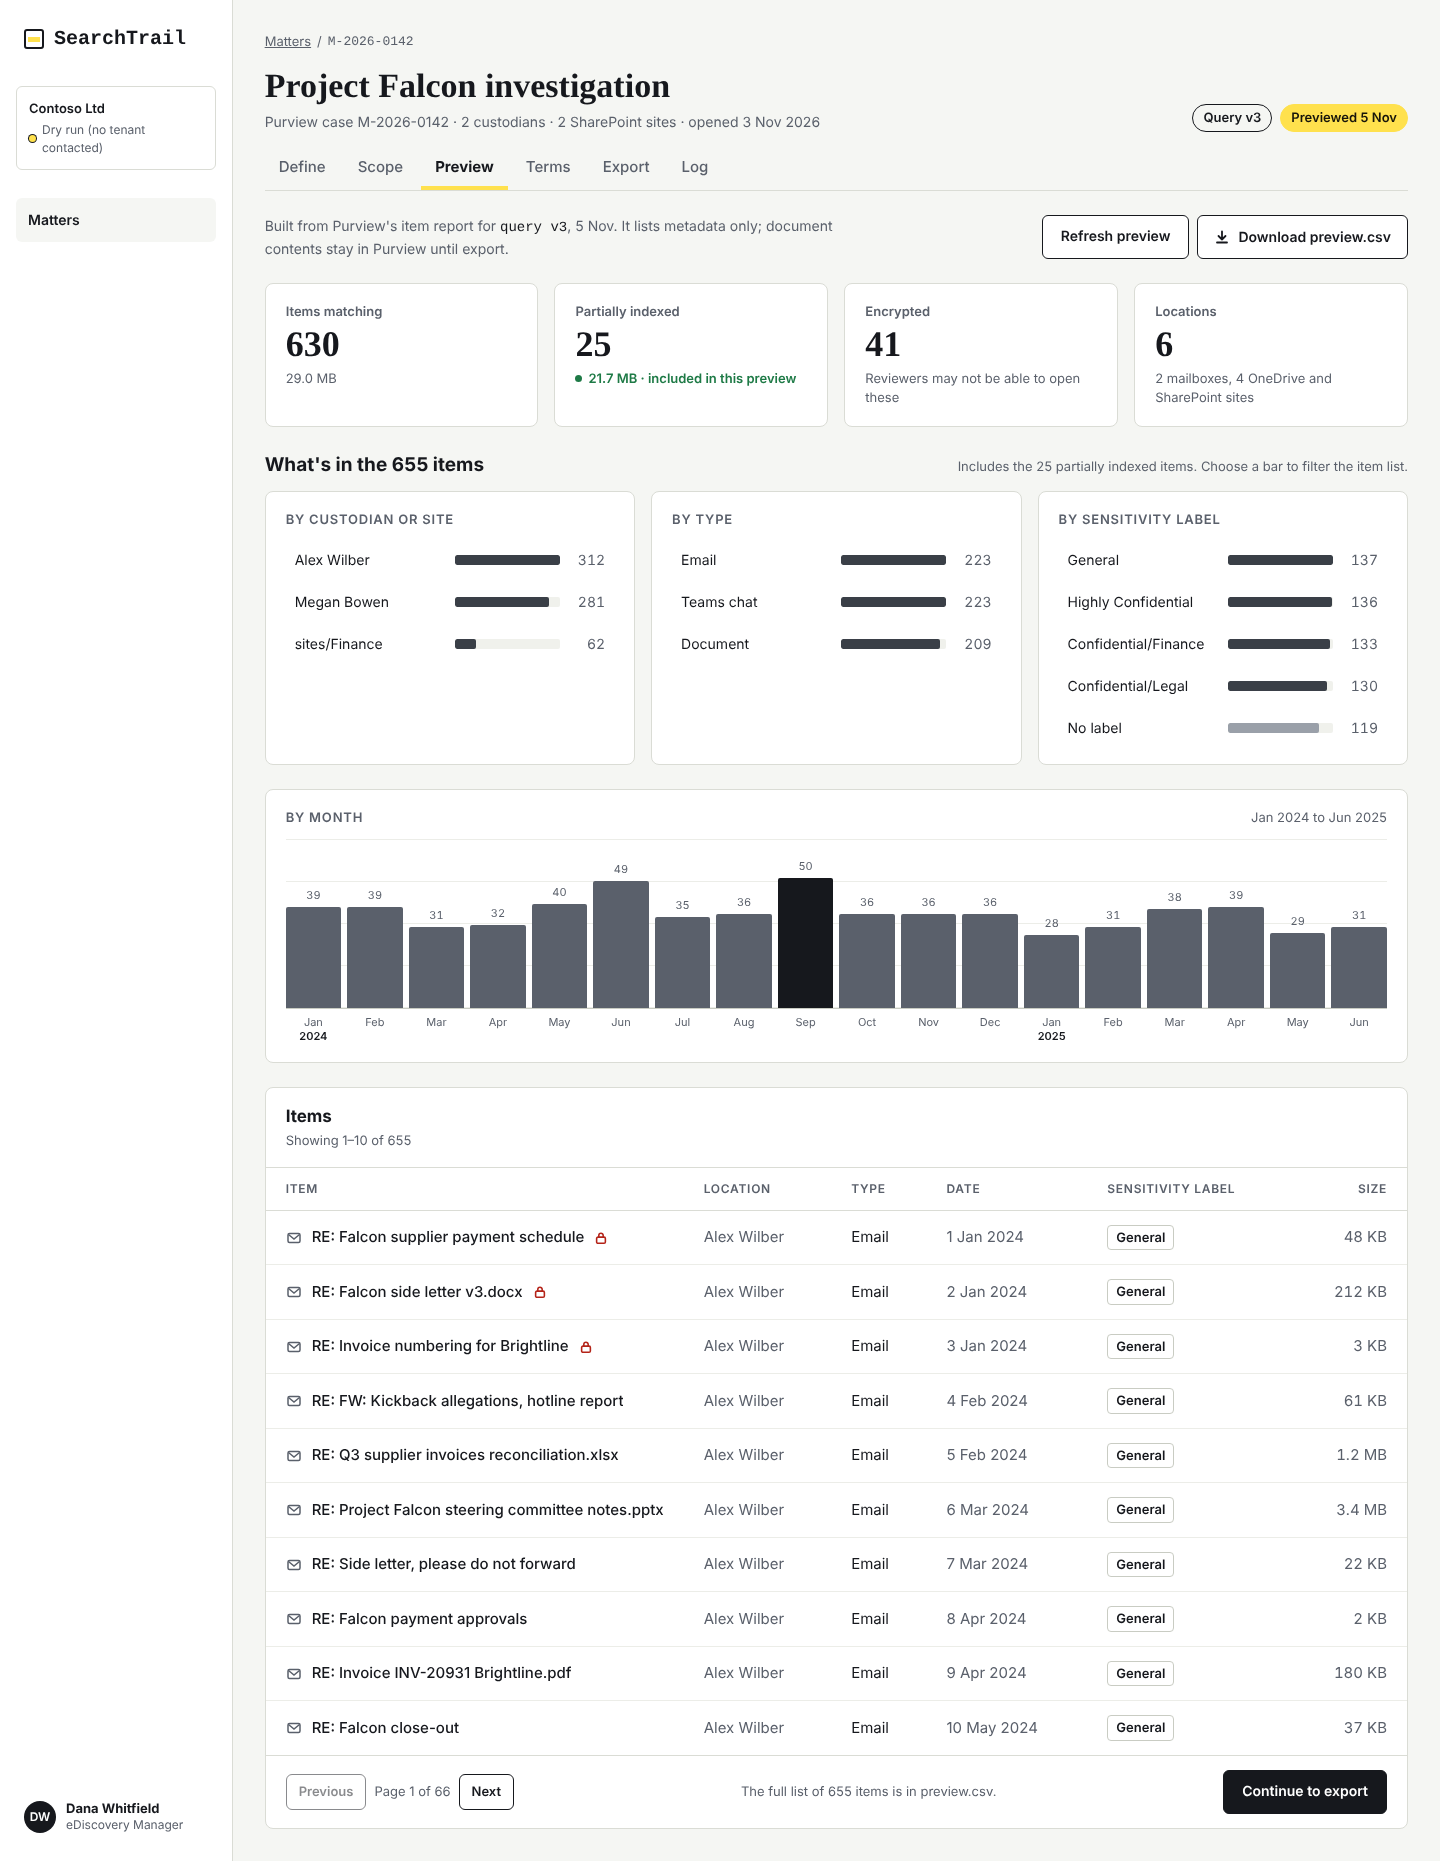 SearchTrail
Contoso Ltd
Dry run (no tenant
contacted)
Matters
Matters / M-2026-0142
Project Falcon investigation
Purview case M-2026-0142 · 2 custodians · 2 SharePoint sites · opened 3 Nov 2026
Query v3
Previewed 5 Nov
Define Scope Preview Terms Export Log
Built from Purview's item report for query v3, 5 Nov. It lists metadata only; document
contents stay in Purview until export.
Refresh preview
Download preview.csv
Items matching
630
29.0 MB
Partially indexed
25
21.7 MB · included in this preview
Encrypted
41
Reviewers may not be able to open
these
Locations
6
2 mailboxes, 4 OneDrive and
SharePoint sites
What's in the 655 items
Includes the 25 partially indexed items. Choose a bar to filter the item list.
BY CUSTODIAN OR SITE
Alex Wilber 312
Megan Bowen 281
sites/Finance 62
BY TYPE
Email 223
Teams chat 223
Document 209
BY SENSITIVITY LABEL
General 137
Highly Confidential 136
Confidential/Finance 133
Confidential/Legal 130
No label 119
BY MONTH
Jan 2024 to Jun 2025
39 39 31 32 40 49 35 36 50 36 36 36 28 31 38 39 29 31
Jan Feb Mar Apr May Jun Jul Aug Sep Oct Nov Dec Jan Feb Mar Apr May Jun
2024 2025
Items
Showing 1–10 of 655
ITEM LOCATION TYPE DATE SENSITIVITY LABEL SIZE
RE: Falcon supplier payment schedule Alex Wilber Email 1 Jan 2024 General 48 KB
RE: Falcon side letter v3.docx Alex Wilber Email 2 Jan 2024 General 212 KB
RE: Invoice numbering for Brightline Alex Wilber Email 3 Jan 2024 General 3 KB
RE: FW: Kickback allegations, hotline report Alex Wilber Email 4 Feb 2024 General 61 KB
RE: Q3 supplier invoices reconciliation.xlsx Alex Wilber Email 5 Feb 2024 General 1.2 MB
RE: Project Falcon steering committee notes.pptx Alex Wilber Email 6 Mar 2024 General 3.4 MB
RE: Side letter, please do not forward Alex Wilber Email 7 Mar 2024 General 22 KB
RE: Falcon payment approvals Alex Wilber Email 8 Apr 2024 General 2 KB
RE: Invoice INV-20931 Brightline.pdf Alex Wilber Email 9 Apr 2024 General 180 KB
RE: Falcon close-out Alex Wilber Email 10 May 2024 General 37 KB
Previous Page 1 of 66 Next
The full list of 655 items is in preview.csv.
Continue to export
DW
Dana Whitfield
eDiscovery Manager